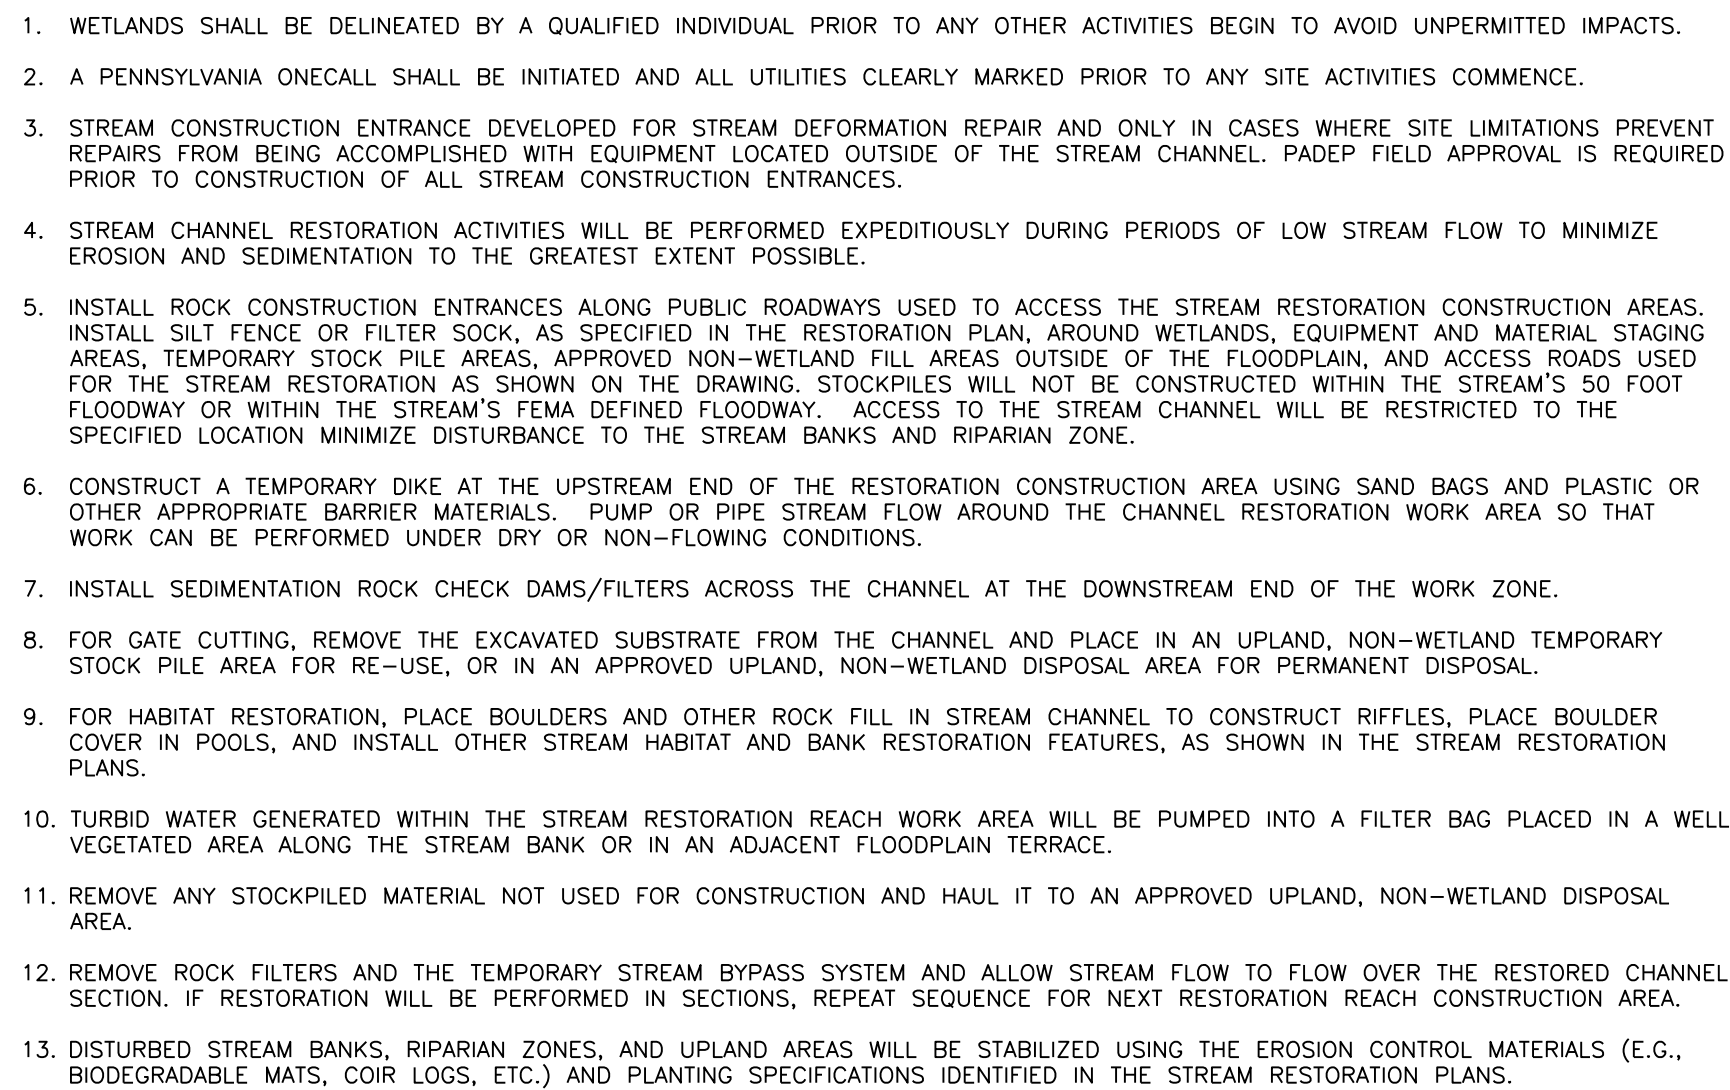 1. WETLANDS SHALL BE DELINEATED BY A QUALIFIED INDIVIDUAL PRIOR TO ANY OTHER ACTIVITIES BEGIN TO AVOID UNPERMITTED IMPACTS.
2. A PENNSYLVANIA ONECALL SHALL BE INITIATED AND ALL UTILITIES CLEARLY MARKED PRIOR TO ANY SITE ACTIVITIES COMMENCE.
3. STREAM CONSTRUCTION ENTRANCE DEVELOPED FOR STREAM DEFORMATION REPAIR AND ONLY IN CASES WHERE SITE LIMITATIONS PREVENT
REPAIRS FROM BEING ACCOMPLISHED WITH EQUIPMENT LOCATED OUTSIDE OF THE STREAM CHANNEL. PADEP FIELD APPROVAL IS REQUIRED
PRIOR TO CONSTRUCTION OF ALL STREAM CONSTRUCTION ENTRANCES.
4. STREAM CHANNEL RESTORATION ACTIVITIES WILL BE PERFORMED EXPEDITIOUSLY DURING PERIODS OF LOW STREAM FLOW TO MINIMIZE
EROSION AND SEDIMENTATION TO THE GREATEST EXTENT POSSIBLE.
5. INSTALL ROCK CONSTRUCTION ENTRANCES ALONG PUBLIC ROADWAYS USED TO ACCESS THE STREAM RESTORATION CONSTRUCTION AREAS.
INSTALL SILT FENCE OR FILTER SOCK, AS SPECIFIED IN THE RESTORATION PLAN, AROUND WETLANDS, EQUIPMENT AND MATERIAL STAGING
AREAS, TEMPORARY STOCK PILE AREAS, APPROVED NON-WETLAND FILL AREAS OUTSIDE OF THE FLOODPLAIN, AND ACCESS ROADS USED
FOR THE STREAM RESTORATION AS SHOWN ON THE DRAWING. STOCKPILES WILL NOT BE CONSTRUCTED WITHIN THE STREAM'S 50 FOOT
FLOODWAY OR WITHIN THE STREAM'S FEMA DEFINED FLOODWAY. ACCESS TO THE STREAM CHANNEL WILL BE RESTRICTED TO THE
SPECIFIED LOCATION MINIMIZE DISTURBANCE TO THE STREAM BANKS AND RIPARIAN ZONE.
6. CONSTRUCT A TEMPORARY DIKE AT THE UPSTREAM END OF THE RESTORATION CONSTRUCTION AREA USING SAND BAGS AND PLASTIC OR
OTHER APPROPRIATE BARRIER MATERIALS. PUMP OR PIPE STREAM FLOW AROUND THE CHANNEL RESTORATION WORK AREA SO THAT
WORK CAN BE PERFORMED UNDER DRY OR NON-FLOWING CONDITIONS.
7. INSTALL SEDIMENTATION ROCK CHECK DAMS/FILTERS ACROSS THE CHANNEL AT THE DOWNSTREAM END OF THE WORK ZONE.
8. FOR GATE CUTTING, REMOVE THE EXCAVATED SUBSTRATE FROM THE CHANNEL AND PLACE IN AN UPLAND, NON-WETLAND TEMPORARY
STOCK PILE AREA FOR RE-USE, OR IN AN APPROVED UPLAND, NON-WETLAND DISPOSAL AREA FOR PERMANENT DISPOSAL.
9. FOR HABITAT RESTORATION, PLACE BOULDERS AND OTHER ROCK FILL IN STREAM CHANNEL TO CONSTRUCT RIFFLES, PLACE BOULDER
COVER IN POOLS, AND INSTALL OTHER STREAM HABITAT AND BANK RESTORATION FEATURES, AS SHOWN IN THE STREAM RESTORATION
PLANS.
10. TURBID WATER GENERATED WITHIN THE STREAM RESTORATION REACH WORK AREA WILL BE PUMPED INTO A FILTER BAG PLACED IN A WELL
VEGETATED AREA ALONG THE STREAM BANK OR IN AN ADJACENT FLOODPLAIN TERRACE.
11. REMOVE ANY STOCKPILED MATERIAL NOT USED FOR CONSTRUCTION AND HAUL IT TO AN APPROVED UPLAND, NON-WETLAND DISPOSAL
AREA.
12. REMOVE ROCK FILTERS AND THE TEMPORARY STREAM BYPASS SYSTEM AND ALLOW STREAM FLOW TO FLOW OVER THE RESTORED CHANNEL
SECTION. IF RESTORATION WILL BE PERFORMED IN SECTIONS, REPEAT SEQUENCE FOR NEXT RESTORATION REACH CONSTRUCTION AREA.
13. DISTURBED STREAM BANKS, RIPARIAN ZONES, AND UPLAND AREAS WILL BE STABILIZED USING THE EROSION CONTROL MATERIALS (E.G.,
BIODEGRADABLE MATS, COIR LOGS, ETC.) AND PLANTING SPECIFICATIONS IDENTIFIED IN THE STREAM RESTORATION PLANS.